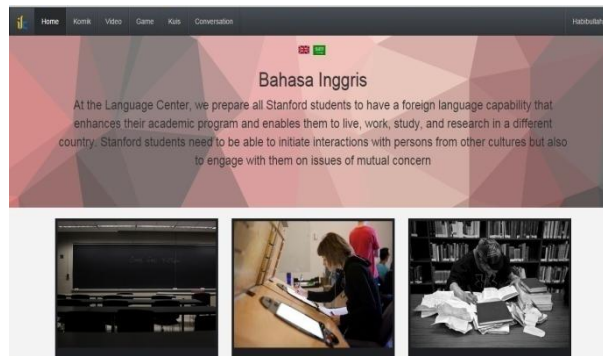 Home Komik Video Game Kuis Conversation Habibullah
Bahasa Inggris
At the Language Center, we prepare all Stanford students to have a foreign language capability that
enhances their academic program and enables them to live, work, study, and research in a different
country. Stanford students need to be able to initiate interactions with persons from other cultures but also
to engage with them on issues of mutual concern